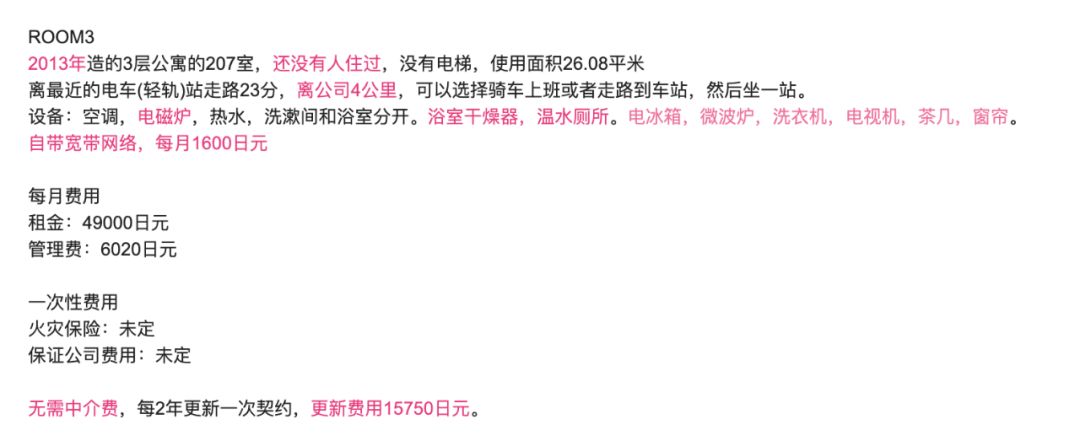 ROOM3
2013年造的3层公寓的207室，还没有人住过，没有电梯，使用面积26.08平米
离最近的电车(轻轨)站走路23分，离公司4公里，可以选择骑车上班或者走路到车站，然后坐一站。
设备：空调，电磁炉，热水，洗漱间和浴室分开。浴室干燥器，温水厕所。电冰箱，微波炉，洗衣机，电视机，茶几，窗帘。
自带宽带网络，每月1600日元
每月费用
租金：49000日元
管理费：6020日元
一次性费用
火灾保险：未定
保证公司费用：未定
无需中介费，每2年更新一次契约，更新费用15750日元。